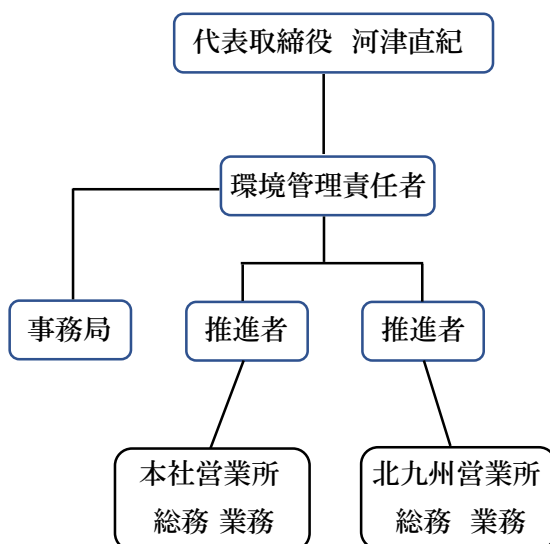 代表取締役 河津直紀
環境管理責任者
事務局
推進者
推進者
本社営業所
総務 業務
北九州営業所
総務 業務